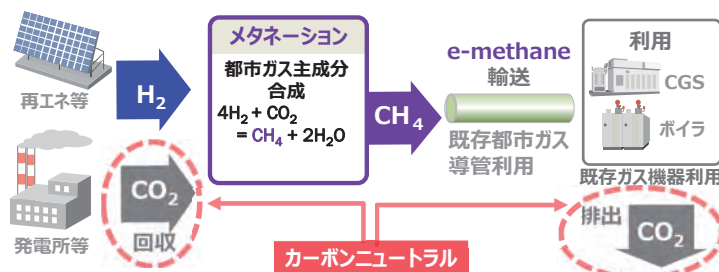 再エネ等
H₂
発電所等
CO₂
回収
メタネーション
都市ガス主成分
合成
4H₂ + CO₂
= CH₄ + 2H₂O
CH₄
e-methane
輸送
既存都市ガス
導管利用
利用
CGS
ボイラ
既存ガス機器利用
排出
CO₂
カーボンニュートラル